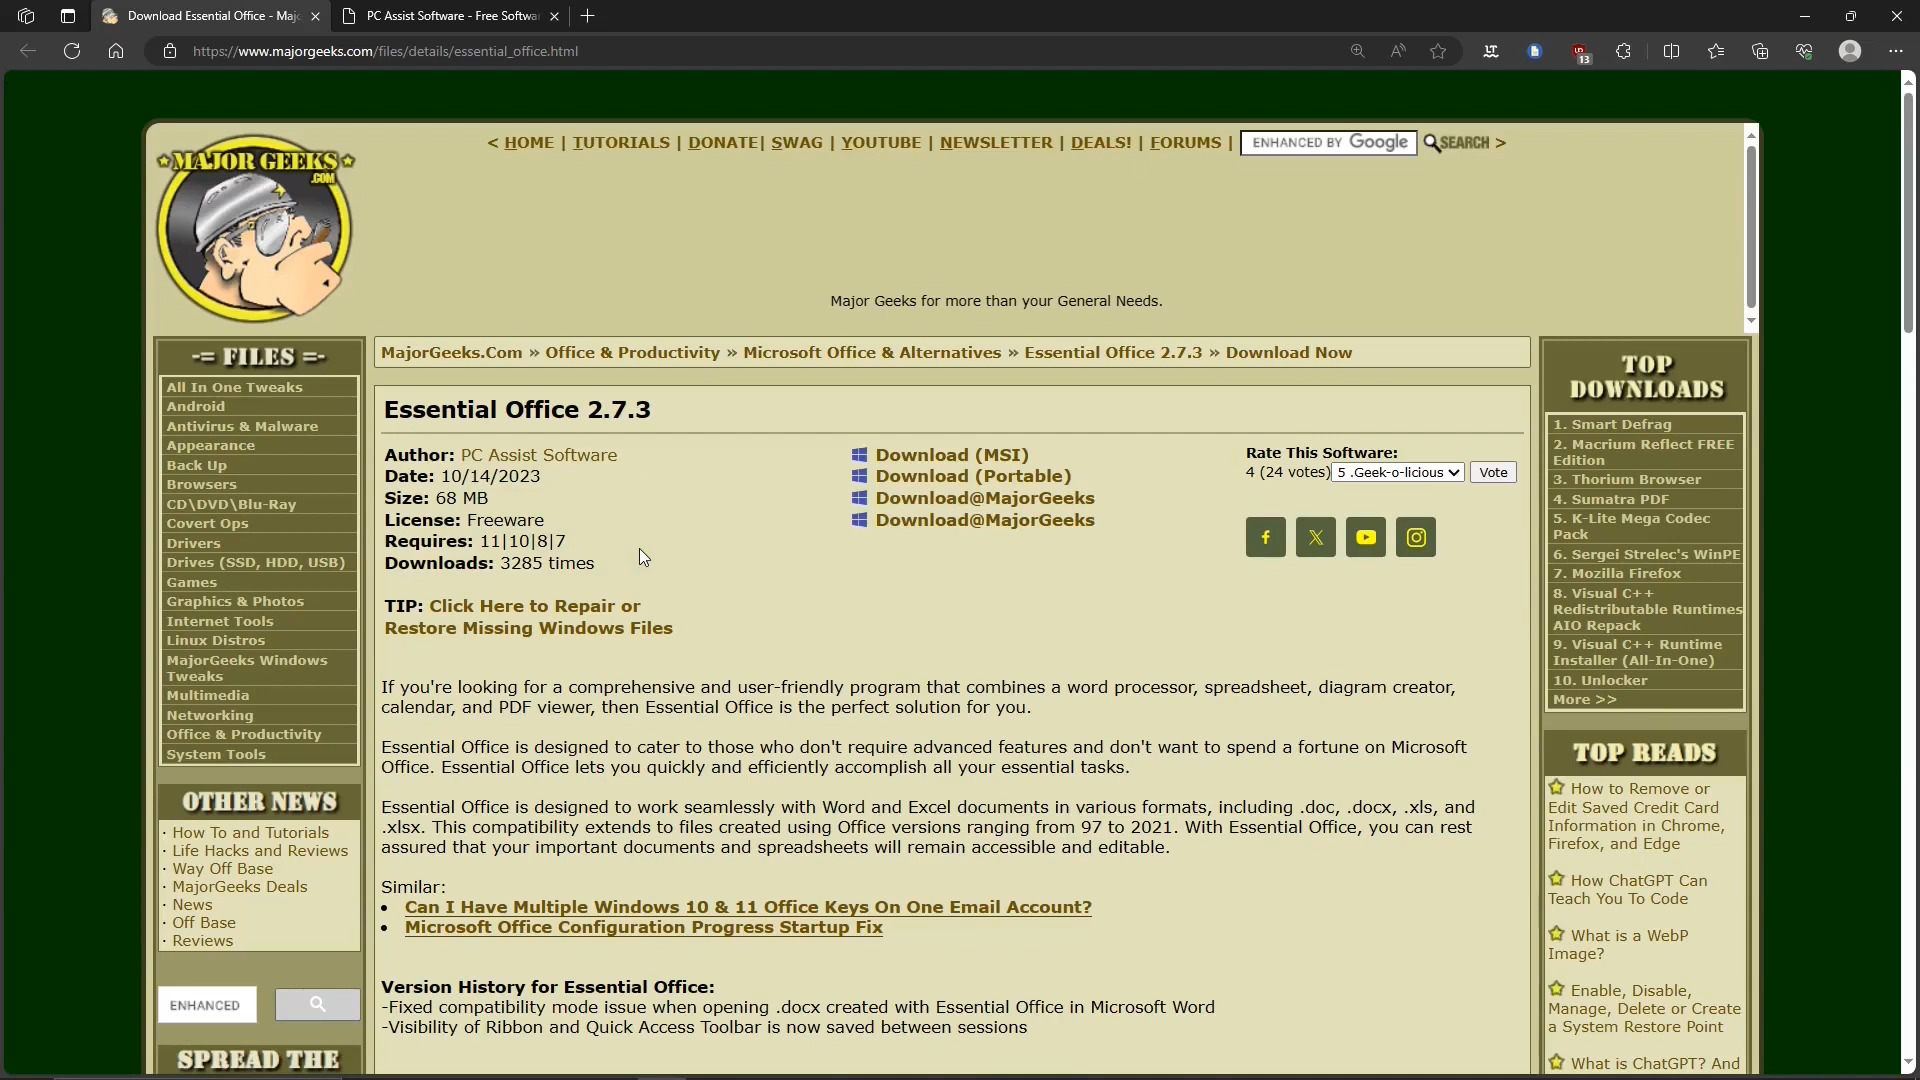 Download Essential Office - Maj
PC Assist Software - Free Softwa
https://www.majorgeeks.com/files/details/essential_office.html
13
MAJOR GEEKS
.COM
< HOME | TUTORIALS | DONATE| SWAG | YOUTUBE | NEWSLETTER | DEALS! | FORUMS | ENHANCED BY Google SEARCH >
Major Geeks for more than your General Needs.
-= FILES =-
All In One Tweaks
Android
Antivirus & Malware
Appearance
Back Up
Browsers
CD\DVD\Blu-Ray
Covert Ops
Drivers
Drives (SSD, HDD, USB)
Games
Graphics & Photos
Internet Tools
Linux Distros
MajorGeeks Windows
Tweaks
Multimedia
Networking
Office & Productivity
System Tools
OTHER NEWS
· How To and Tutorials
· Life Hacks and Reviews
· Way Off Base
· MajorGeeks Deals
· News
· Off Base
· Reviews
ENHANCED
SPREAD THE
MajorGeeks.Com » Office & Productivity » Microsoft Office & Alternatives » Essential Office 2.7.3 » Download Now
Essential Office 2.7.3
Author: PC Assist Software
Date: 10/14/2023
Size: 68 MB
License: Freeware
Requires: 11|10|8|7
Downloads: 3285 times
TIP: Click Here to Repair or
Restore Missing Windows Files
Download (MSI)
Download (Portable)
Download@MajorGeeks
Download@MajorGeeks
Rate This Software:
4 (24 votes) 5 .Geek-o-licious Vote
If you're looking for a comprehensive and user-friendly program that combines a word processor, spreadsheet, diagram creator,
calendar, and PDF viewer, then Essential Office is the perfect solution for you.
Essential Office is designed to cater to those who don't require advanced features and don't want to spend a fortune on Microsoft
Office. Essential Office lets you quickly and efficiently accomplish all your essential tasks.
Essential Office is designed to work seamlessly with Word and Excel documents in various formats, including .doc, .docx, .xls, and
.xlsx. This compatibility extends to files created using Office versions ranging from 97 to 2021. With Essential Office, you can rest
assured that your important documents and spreadsheets will remain accessible and editable.
Similar:
• Can I Have Multiple Windows 10 & 11 Office Keys On One Email Account?
• Microsoft Office Configuration Progress Startup Fix
Version History for Essential Office:
-Fixed compatibility mode issue when opening .docx created with Essential Office in Microsoft Word
-Visibility of Ribbon and Quick Access Toolbar is now saved between sessions
TOP
DOWNLOADS
1. Smart Defrag
2. Macrium Reflect FREE
Edition
3. Thorium Browser
4. Sumatra PDF
5. K-Lite Mega Codec
Pack
6. Sergei Strelec's WinPE
7. Mozilla Firefox
8. Visual C++
Redistributable Runtimes
AIO Repack
9. Visual C++ Runtime
Installer (All-In-One)
10. Unlocker
More >>
TOP READS
How to Remove or
Edit Saved Credit Card
Information in Chrome,
Firefox, and Edge
How ChatGPT Can
Teach You To Code
What is a WebP
Image?
Enable, Disable,
Manage, Delete or Create
a System Restore Point
What is ChatGPT? And